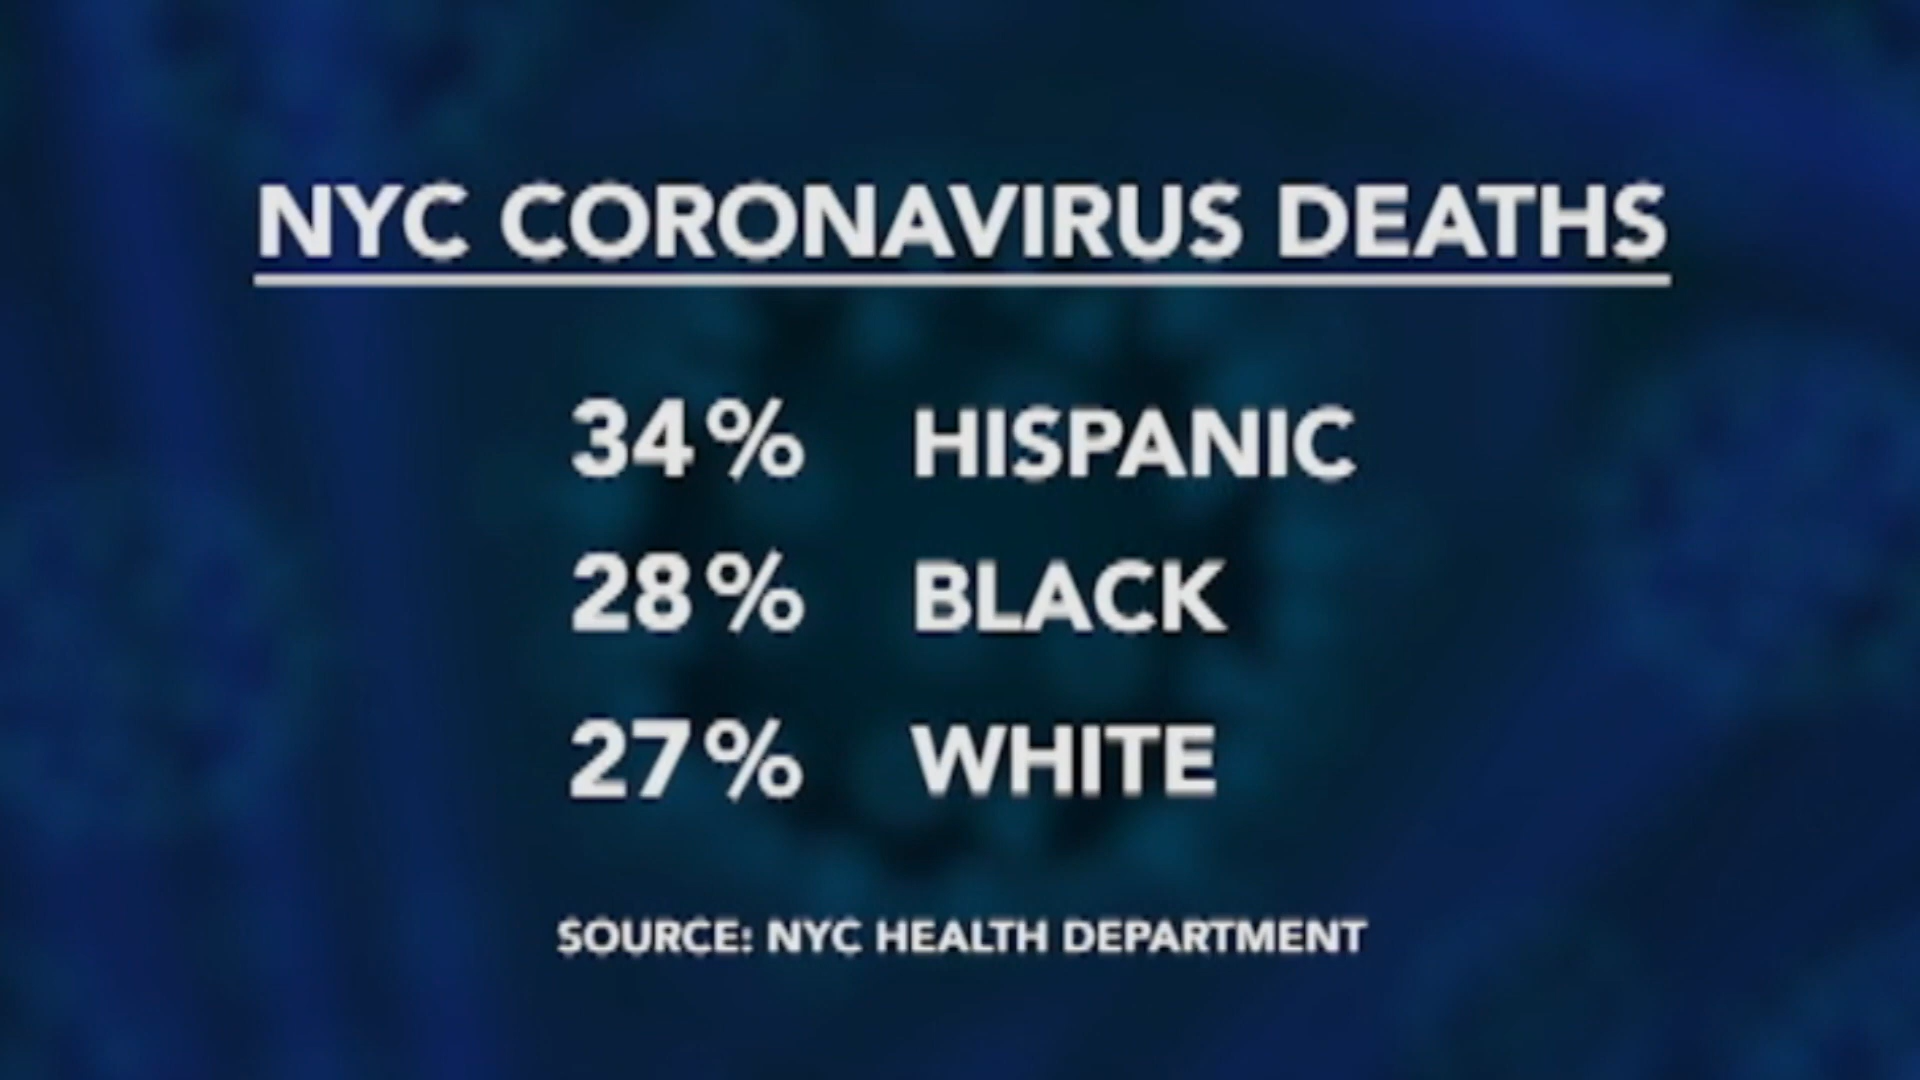 NYC CORONAVIRUS DEATHS
34% HISPANIC
28% BLACK
27% WHITE
SOURCE: NYC HEALTH DEPARTMENT